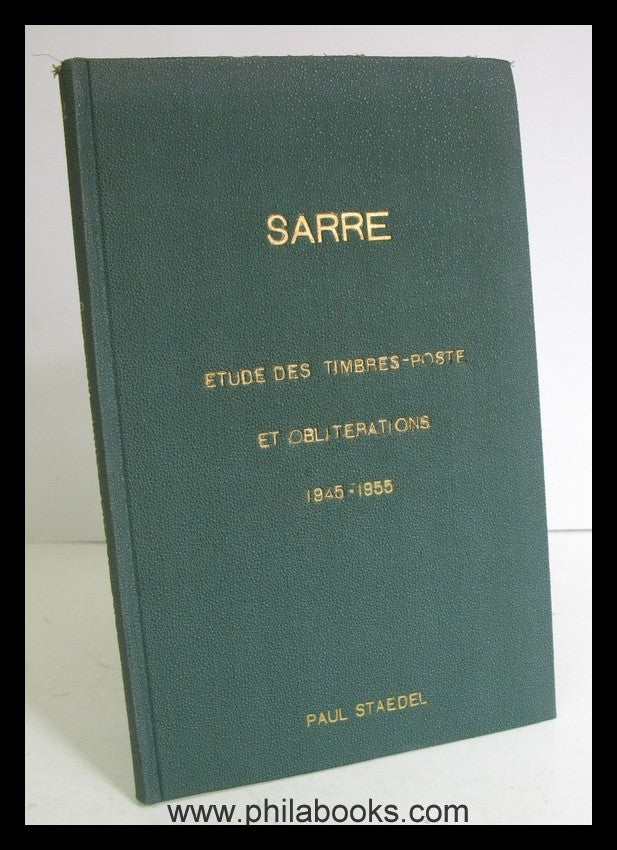 SARRE
ETUDE DES TIMBRES-POSTE
ET OBLITERATIONS
1945-1955
PAUL STAEDEL
www.philabooks.com